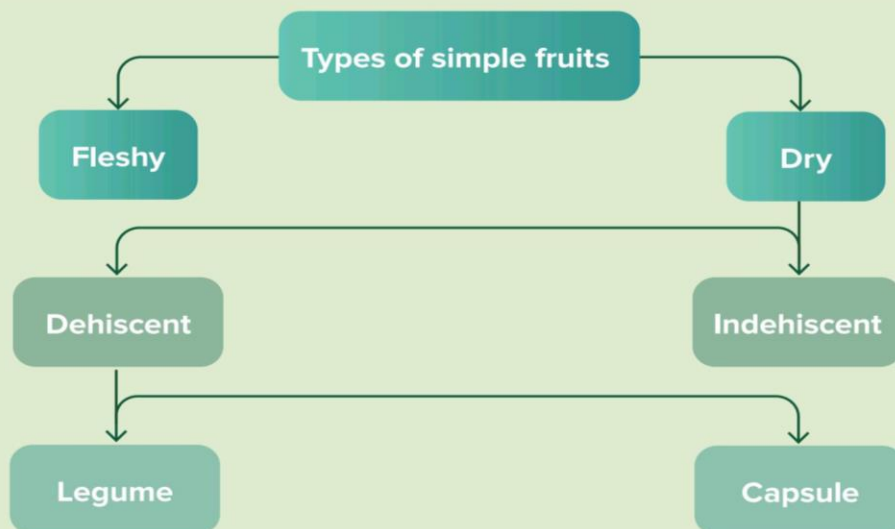 Types of simple fruits
Fleshy
Dry
Dehiscent
Indehiscent
Legume
Capsule